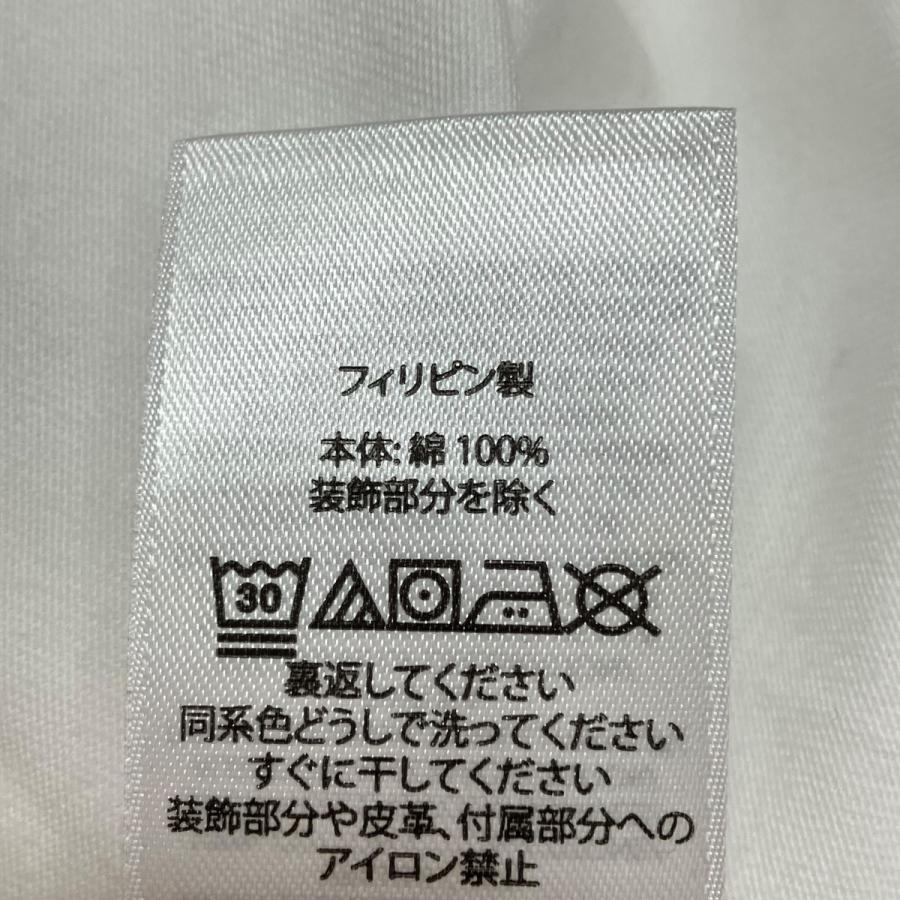 フィリピン製
本体: 綿 100%
装飾部分を除く
30
裏返してください
同系色どうしで洗ってください
すぐに干してください
装飾部分や皮革、付属部分への
アイロン禁止